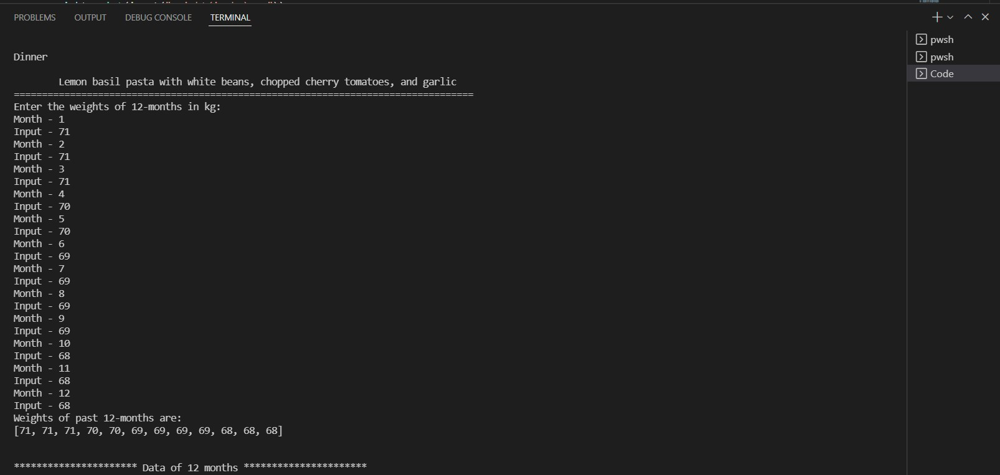 PROBLEMS OUTPUT DEBUG CONSOLE TERMINAL
pwsh
pwsh
Code
Dinner
Lemon basil pasta with white beans, chopped cherry tomatoes, and garlic
==================================================================================
Enter the weights of 12-months in kg:
Month - 1
Input - 71
Month - 2
Input - 71
Month - 3
Input - 71
Month - 4
Input - 70
Month - 5
Input - 70
Month - 6
Input - 69
Month - 7
Input - 69
Month - 8
Input - 69
Month - 9
Input - 69
Month - 10
Input - 68
Month - 11
Input - 68
Month - 12
Input - 68
Weights of past 12-months are:
[71, 71, 71, 70, 70, 69, 69, 69, 69, 68, 68, 68]
********************** Data of 12 months **********************